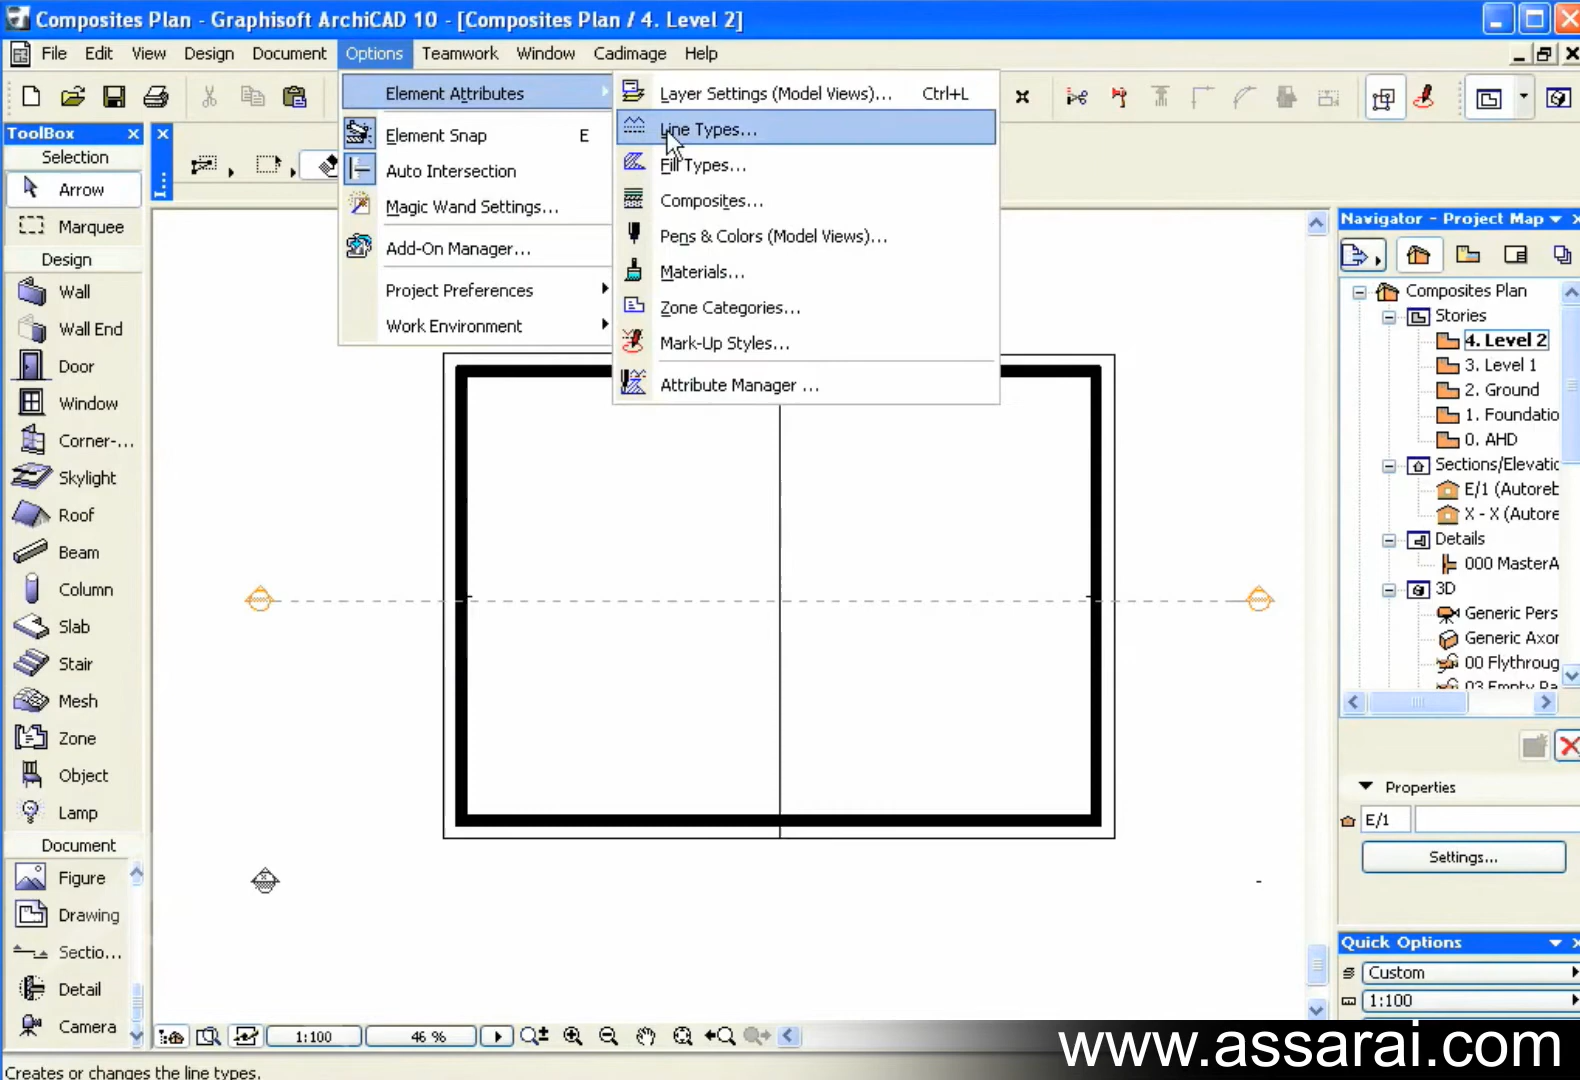 Composites Plan - Graphisoft ArchiCAD 10 - [Composites Plan / 4. Level 2]
File Edit View Design Document Options Teamwork Window Cadimage Help
Element Attributes
Element Snap E
Auto Intersection
Magic Wand Settings...
Add-On Manager...
Project Preferences
Work Environment
Layer Settings (Model Views)... Ctrl+L
Line Types...
Fill Types...
Composites...
Pens & Colors (Model Views)...
Materials...
Zone Categories...
Mark-Up Styles...
Attribute Manager ...
ToolBox
Selection
Arrow
Marquee
Design
Wall
Wall End
Door
Window
Corner-...
Skylight
Roof
Beam
Column
Slab
Stair
Mesh
Zone
Object
Lamp
Document
Figure
Drawing
Sectio...
Detail
Camera
Navigator - Project Map
Composites Plan
Stories
4. Level 2
3. Level 1
2. Ground
1. Foundatio
0. AHD
Sections/Elevatic
E/1 (Autoreb
X - X (Autore
Details
000 MasterA
3D
Generic Pers
Generic Axor
00 Flythroug
03 Empty Pa
Properties
E/1
Settings...
Quick Options
Custom
1:100
1:100
46 %
www.assarai.com
Creates or changes the line types.